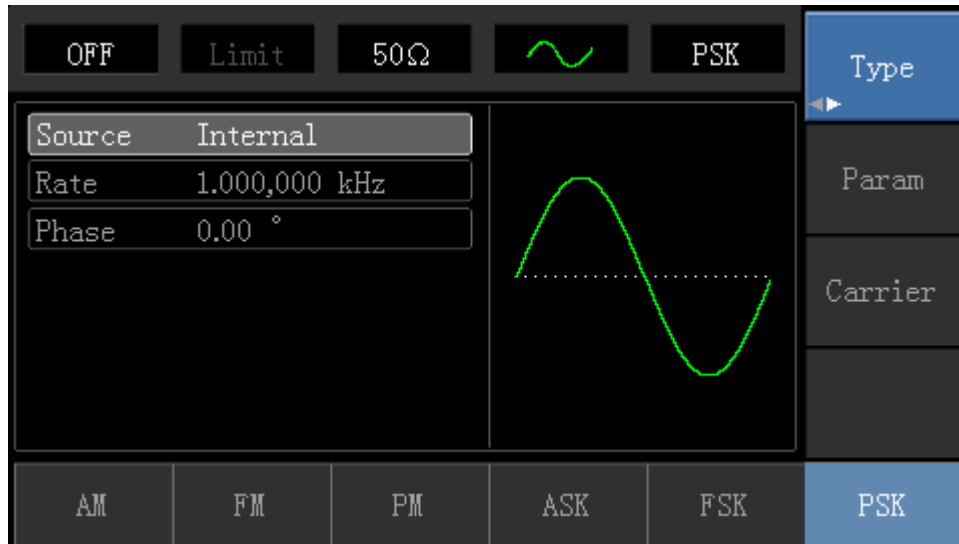 OFF Limit 50Ω PSK
Type
Source Internal
Rate 1.000,000 kHz
Phase 0.00 °
Param
Carrier
AM FM PM ASK FSK PSK